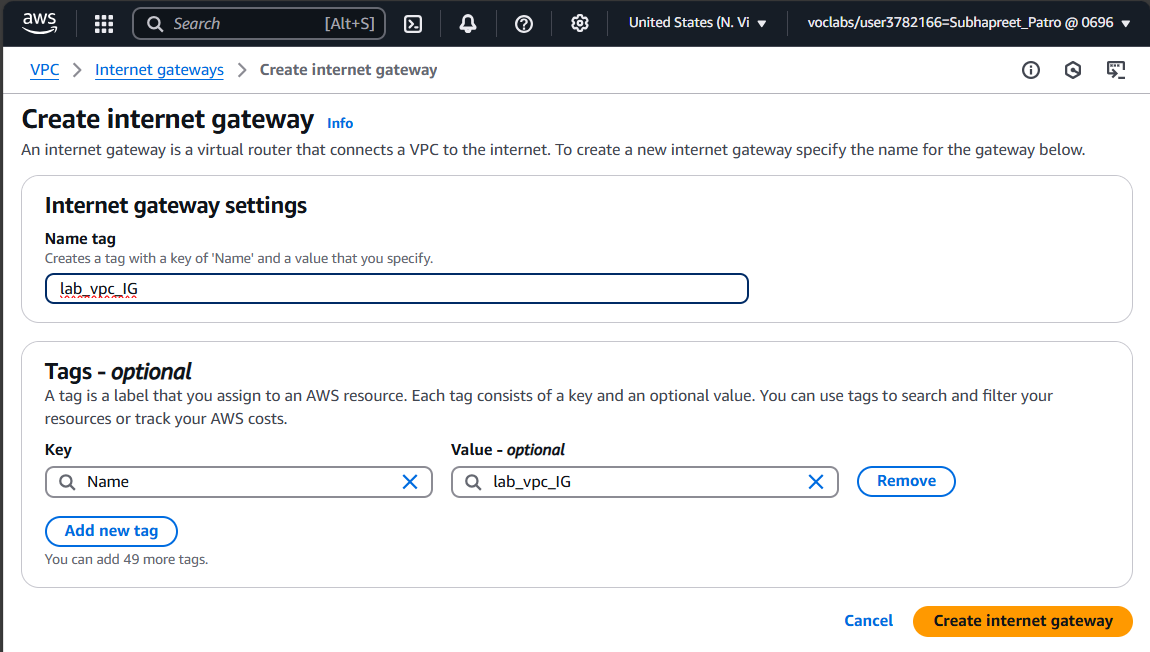 aws Search [Alt+S] United States (N. Vi voclabs/user3782166=Subhapreet_Patro @ 0696
VPC Internet gateways Create internet gateway
Create internet gateway Info
An internet gateway is a virtual router that connects a VPC to the internet. To create a new internet gateway specify the name for the gateway below.
Internet gateway settings
Name tag
Creates a tag with a key of 'Name' and a value that you specify.
lab_vpc_IG
Tags - optional
A tag is a label that you assign to an AWS resource. Each tag consists of a key and an optional value. You can use tags to search and filter your
resources or track your AWS costs.
Key Value - optional
Name lab_vpc_IG Remove
Add new tag
You can add 49 more tags.
Cancel Create internet gateway